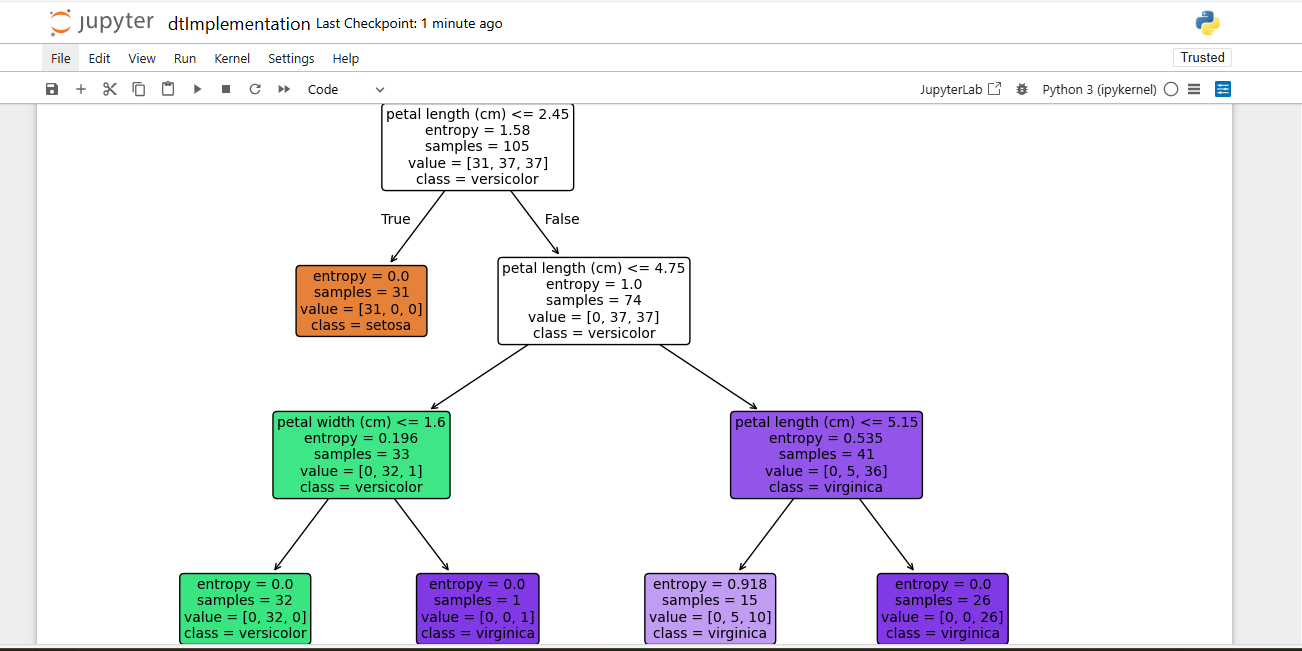 jupyter dtImplementation Last Checkpoint: 1 minute ago
File Edit View Run Kernel Settings Help Trusted
Code JupyterLab Python 3 (ipykernel)
petal length (cm) <= 2.45
entropy = 1.58
samples = 105
value = [31, 37, 37]
class = versicolor
True
False
entropy = 0.0
samples = 31
value = [31, 0, 0]
class = setosa
petal length (cm) <= 4.75
entropy = 1.0
samples = 74
value = [0, 37, 37]
class = versicolor
petal width (cm) <= 1.6
entropy = 0.196
samples = 33
value = [0, 32, 1]
class = versicolor
petal length (cm) <= 5.15
entropy = 0.535
samples = 41
value = [0, 5, 36]
class = virginica
entropy = 0.0
samples = 32
value = [0, 32, 0]
class = versicolor
entropy = 0.0
samples = 1
value = [0, 0, 1]
class = virginica
entropy = 0.918
samples = 15
value = [0, 5, 10]
class = virginica
entropy = 0.0
samples = 26
value = [0, 0, 26]
class = virginica